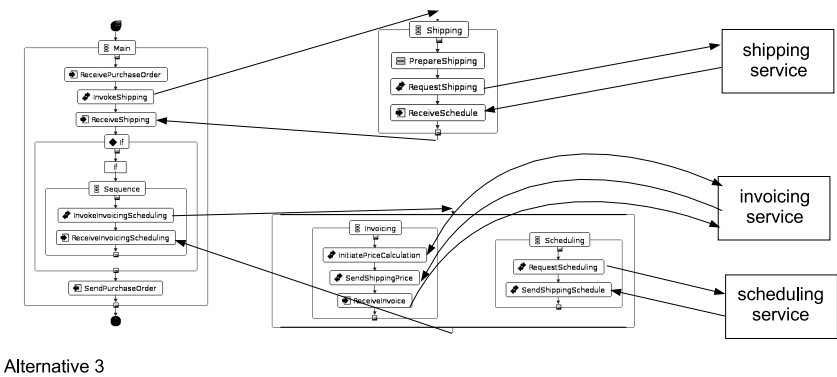 Main
ReceivePurchaseOrder
InvokeShipping
ReceiveShipping
If
If
Sequence
InvokeInvoicingScheduling
ReceiveInvoicingScheduling
SendPurchaseOrder
Shipping
PrepareShipping
RequestShipping
ReceiveSchedule
shipping
service
Invoicing
InitiatePriceCalculation
SendShippingPrice
ReceiveInvoice
Scheduling
RequestScheduling
SendShippingSchedule
invoicing
service
scheduling
service
Alternative 3